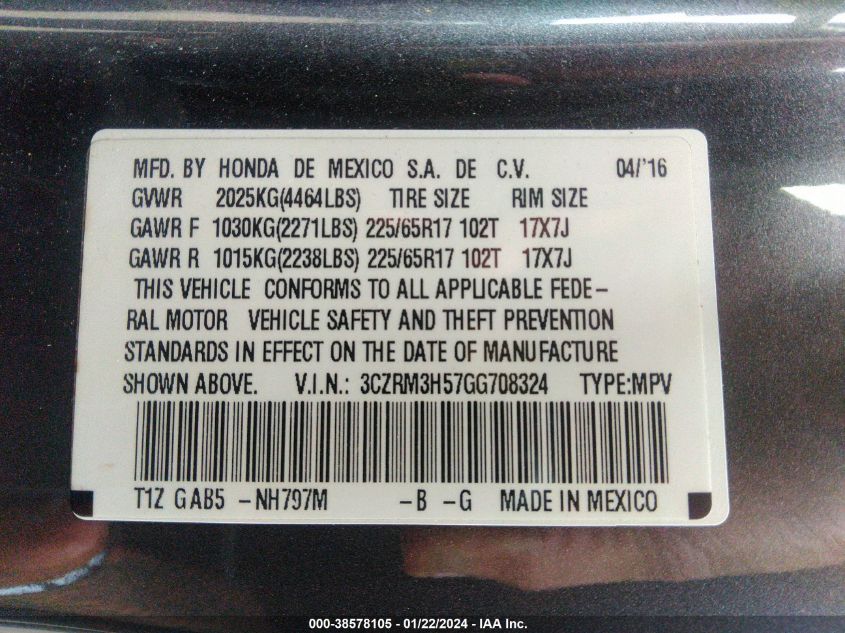 MFD. BY HONDA DE MEXICO S.A. DE C.V. 04/'16
GVWR 2025KG(4464LBS) TIRE SIZE RIM SIZE
GAWR F 1030KG(2271LBS) 225/65R17 102T 17X7J
GAWR R 1015KG(2238LBS) 225/65R17 102T 17X7J
THIS VEHICLE CONFORMS TO ALL APPLICABLE FEDE-
RAL MOTOR VEHICLE SAFETY AND THEFT PREVENTION
STANDARDS IN EFFECT ON THE DATE OF MANUFACTURE
SHOWN ABOVE. V.I.N.: 3CZRM3H57GG708324 TYPE:MPV
T1Z GAB5 -NH797M -B -G MADE IN MEXICO
000-38578105 - 01/22/2024 - IAA Inc.